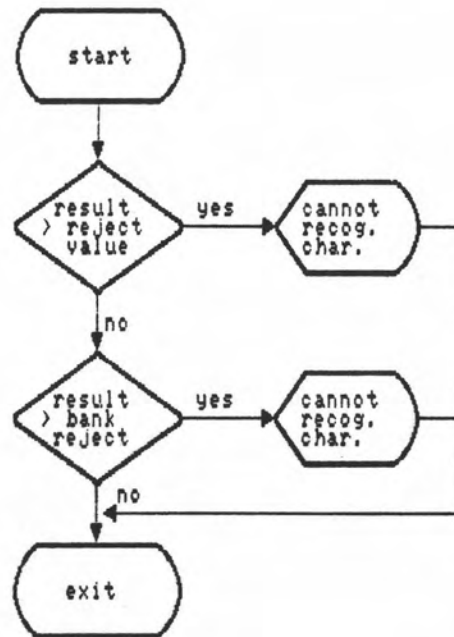 start
result
> reject
value
yes
cannot
recog.
char.
no
result
> bank
reject
yes
cannot
recog.
char.
no
exit